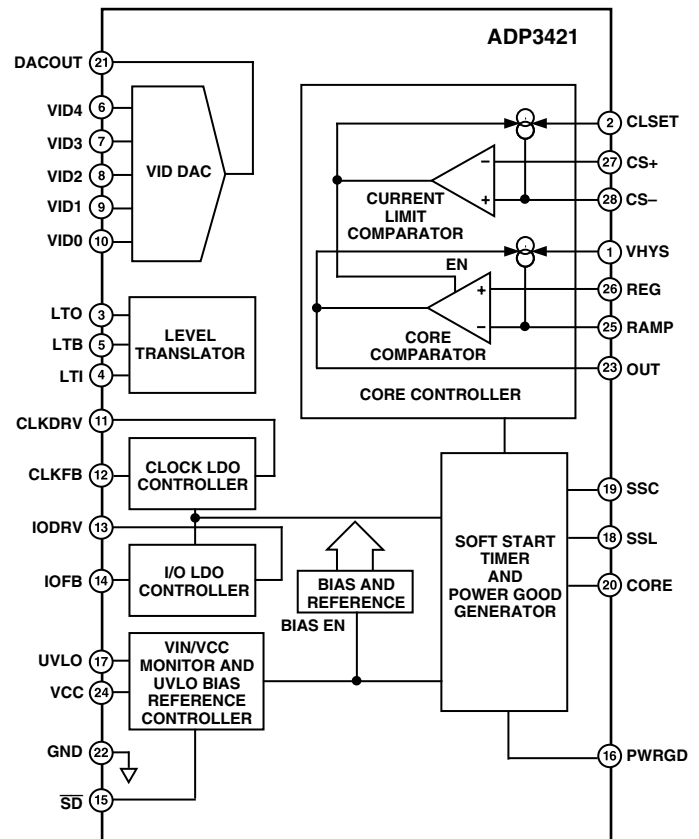 ADP3421
DACOUT 21
VID4 6
VID3 7
VID2 8
VID1 9
VID0 10
VID DAC
LTO 3
LTB 5
LTI 4
LEVEL
TRANSLATOR
CLKDRV 11
CLKFB 12
CLOCK LDO
CONTROLLER
IODRV 13
IOFB 14
I/O LDO
CONTROLLER
UVLO 17
VCC 24
VIN/VCC
MONITOR AND
UVLO BIAS
REFERENCE
CONTROLLER
GND 22
SD 15
BIAS AND
REFERENCE
BIAS EN
−
+
CURRENT
LIMIT
COMPARATOR
EN
+
−
CORE
COMPARATOR
CORE CONTROLLER
SOFT START
TIMER
AND
POWER GOOD
GENERATOR
2 CLSET
27 CS+
28 CS–
1 VHYS
26 REG
25 RAMP
23 OUT
19 SSC
18 SSL
20 CORE
16 PWRGD